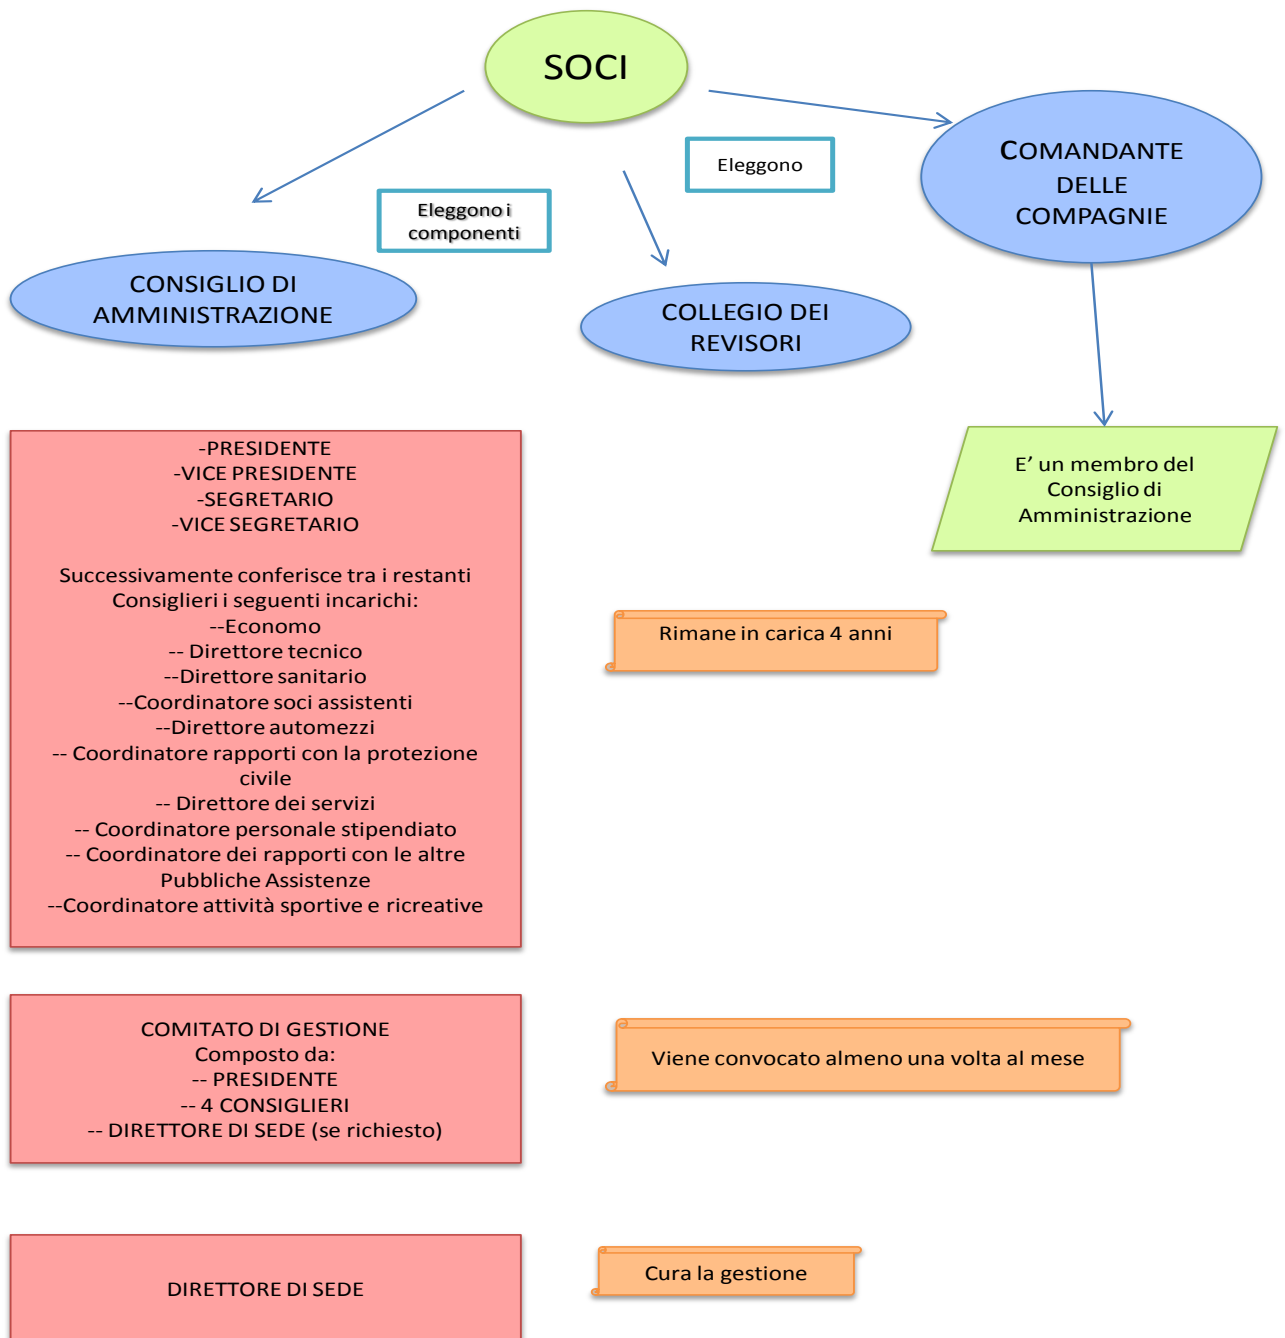 SOCI
Eleggono
COMANDANTE
DELLE
COMPAGNIE
Eleggono i
componenti
CONSIGLIO DI
AMMINISTRAZIONE
COLLEGIO DEI
REVISORI
-PRESIDENTE
-VICE PRESIDENTE
-SEGRETARIO
-VICE SEGRETARIO
Successivamente conferisce tra i restanti
Consiglieri i seguenti incarichi:
--Economo
-- Direttore tecnico
--Direttore sanitario
--Coordinatore soci assistenti
--Direttore automezzi
-- Coordinatore rapporti con la protezione
civile
-- Direttore dei servizi
-- Coordinatore personale stipendiato
-- Coordinatore dei rapporti con le altre
Pubbliche Assistenze
--Coordinatore attività sportive e ricreative
E’ un membro del
Consiglio di
Amministrazione
Rimane in carica 4 anni
COMITATO DI GESTIONE
Composto da:
-- PRESIDENTE
-- 4 CONSIGLIERI
-- DIRETTORE DI SEDE (se richiesto)
Viene convocato almeno una volta al mese
DIRETTORE DI SEDE
Cura la gestione